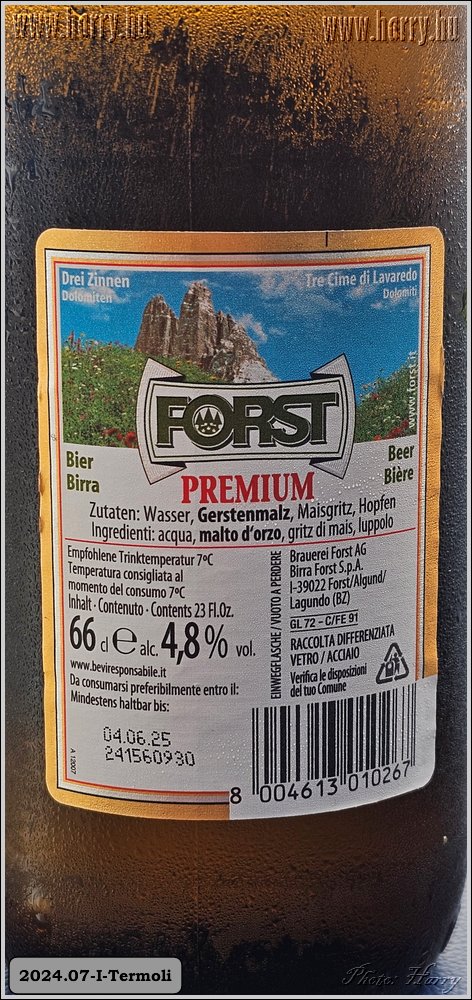 www.harry.hu
www.harry.hu
Drei Zinnen
Dolomiten
Tre Cime di Lavaredo
Dolomiti
www.forst.it
FORST
Bier
Birra
Beer
Bière
PREMIUM
Zutaten: Wasser, Gerstenmalz, Maisgritz, Hopfen
Ingredienti: acqua, malto d'orzo, gritz di mais, luppolo
Empfohlene Trinktemperatur 7ºC
Temperatura consigliata al
momento del consumo 7ºC
Inhalt · Contenuto · Contents 23 Fl.Oz.
66 cl e alc. 4,8% vol.
www.beviresponsabile.it
Da consumarsi preferibilmente entro il:
Mindestens haltbar bis:
04.06.25
241560930
A 12007
EINWEGFLASCHE / VUOTO A PERDERE
Brauerei Forst AG
Birra Forst S.p.A.
I-39022 Forst/Algund/
Lagundo (BZ)
GL 72 - C/FE 91
RACCOLTA DIFFERENZIATA
VETRO / ACCIAIO
Verifica le disposizioni
del tuo Comune
8 004613 010267
2024.07-I-Termoli
Photo: Harry